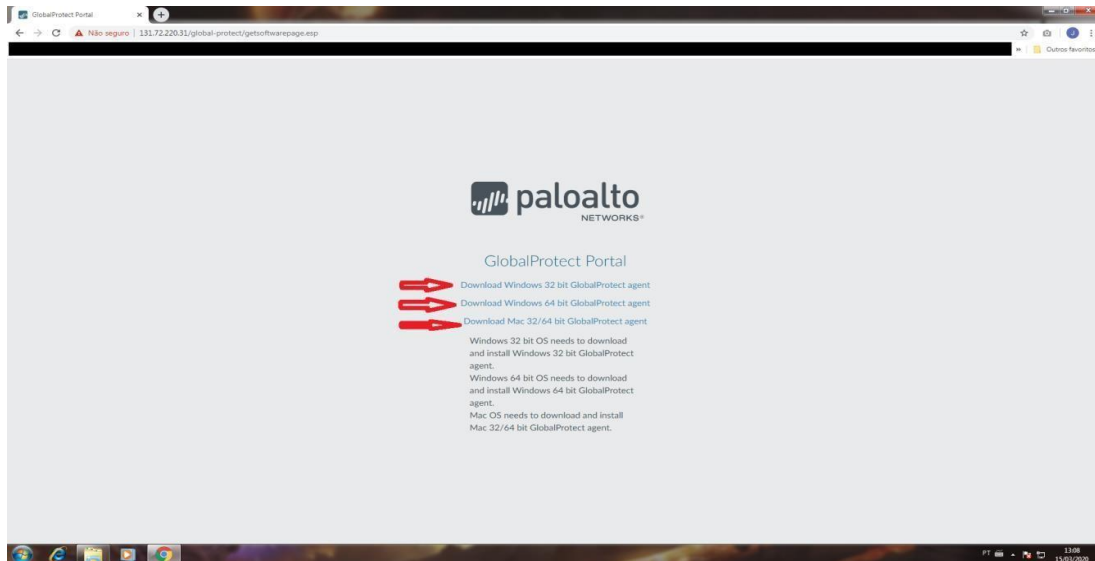 GlobalProtect Portal
Não seguro | 131.72.220.31/global-protect/getsoftwarepage.esp
J
» Outros favoritos
paloalto
NETWORKS®
GlobalProtect Portal
Download Windows 32 bit GlobalProtect agent
Download Windows 64 bit GlobalProtect agent
Download Mac 32/64 bit GlobalProtect agent
Windows 32 bit OS needs to download
and install Windows 32 bit GlobalProtect
agent.
Windows 64 bit OS needs to download
and install Windows 64 bit GlobalProtect
agent.
Mac OS needs to download and install
Mac 32/64 bit GlobalProtect agent.
PT
13:08
15/03/2020